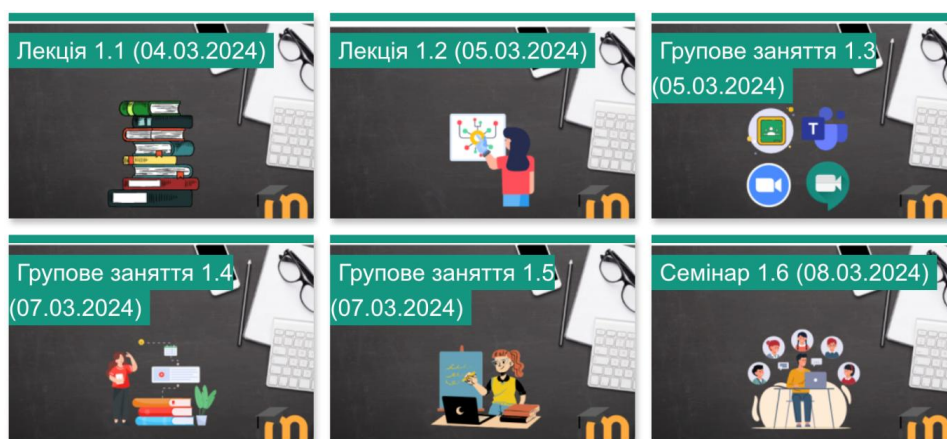 Лекція 1.1 (04.03.2024)
Лекція 1.2 (05.03.2024)
Групове заняття 1.3
(05.03.2024)
Групове заняття 1.4
(07.03.2024)
Групове заняття 1.5
(07.03.2024)
Семінар 1.6 (08.03.2024)